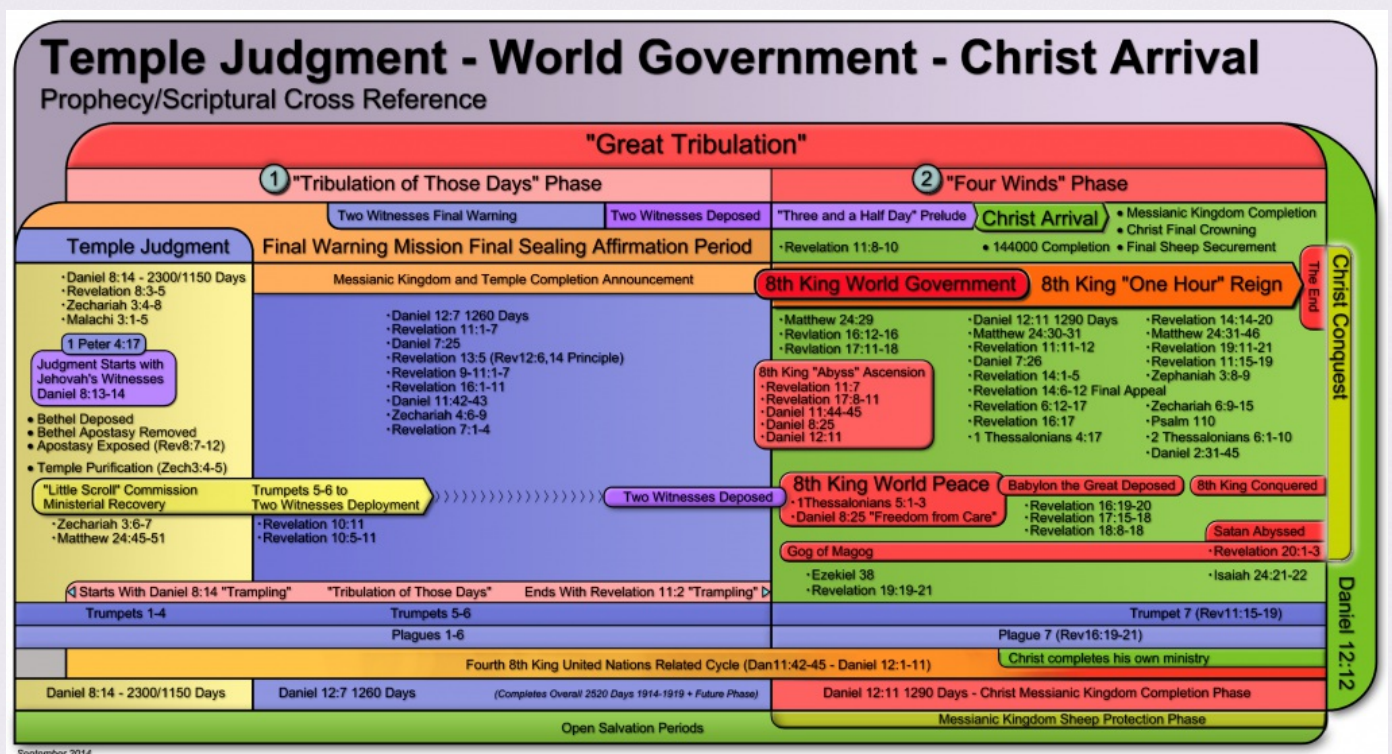 Temple Judgment - World Government - Christ Arrival
Prophecy/Scriptural Cross Reference
"Great Tribulation"
1 "Tribulation of Those Days" Phase
2 "Four Winds" Phase
Two Witnesses Final Warning
Two Witnesses Deposed
"Three and a Half Day" Prelude
Christ Arrival
• Messianic Kingdom Completion
• Christ Final Crowning
• 144000 Completion • Final Sheep Securement
Temple Judgment
Final Warning Mission Final Sealing Affirmation Period
·Revelation 11:8-10
Messianic Kingdom and Temple Completion Announcement
8th King World Government
8th King "One Hour" Reign
The End
Christ Conquest
·Daniel 8:14 - 2300/1150 Days
·Revelation 8:3-5
·Zechariah 3:4-8
·Malachi 3:1-5
1 Peter 4:17
Judgment Starts with
Jehovah's Witnesses
Daniel 8:13-14
• Bethel Deposed
• Bethel Apostasy Removed
• Apostasy Exposed (Rev8:7-12)
• Temple Purification (Zech3:4-5)
"Little Scroll" Commission
Ministerial Recovery
·Zechariah 3:6-7
·Matthew 24:45-51
Trumpets 5-6 to
Two Witnesses Deployment
·Revelation 10:11
·Revelation 10:5-11
·Daniel 12:7 1260 Days
·Revelation 11:1-7
·Daniel 7:25
·Revelation 13:5 (Rev12:6,14 Principle)
·Revelation 9-11:1-7
·Revelation 16:1-11
·Daniel 11:42-43
·Zechariah 4:6-9
·Revelation 7:1-4
Two Witnesses Deposed
·Matthew 24:29
·Revelation 16:12-16
·Revlation 17:11-18
8th King "Abyss" Ascension
·Revelation 11:7
·Revelation 17:8-11
·Daniel 11:44-45
·Daniel 8:25
·Daniel 12:11
·Daniel 12:11 1290 Days
·Matthew 24:30-31
·Revelation 11:11-12
·Daniel 7:26
·Revelation 14:1-5
·Revelation 14:6-12 Final Appeal
·Revelation 6:12-17
·Revelation 16:17
·1 Thessalonians 4:17
·Revelation 14:14-20
·Matthew 24:31-46
·Revelation 19:11-21
·Revelation 11:15-19
·Zephaniah 3:8-9
·Zechariah 6:9-15
·Psalm 110
·2 Thessalonians 6:1-10
·Daniel 2:31-45
8th King World Peace
·1Thessalonians 5:1-3
·Daniel 8:25 "Freedom from Care"
Babylon the Great Deposed
·Revelation 16:19-20
·Revelation 17:15-18
·Revelation 18:8-18
8th King Conquered
Satan Abyssed
·Revelation 20:1-3
·Isaiah 24:21-22
Gog of Magog
·Ezekiel 38
·Revelation 19:19-21
Starts With Daniel 8:14 "Trampling"
"Tribulation of Those Days"
Ends With Revelation 11:2 "Trampling"
Trumpets 1-4
Trumpets 5-6
Trumpet 7 (Rev11:15-19)
Plagues 1-6
Plague 7 (Rev16:19-21)
Fourth 8th King United Nations Related Cycle (Dan11:42-45 - Daniel 12:1-11)
Christ completes his own ministry
Daniel 8:14 - 2300/1150 Days
Daniel 12:7 1260 Days
(Completes Overall 2520 Days 1914-1919 + Future Phase)
Daniel 12:11 1290 Days - Christ Messianic Kingdom Completion Phase
Daniel 12:12
Open Salvation Periods
Messianic Kingdom Sheep Protection Phase
September 2014